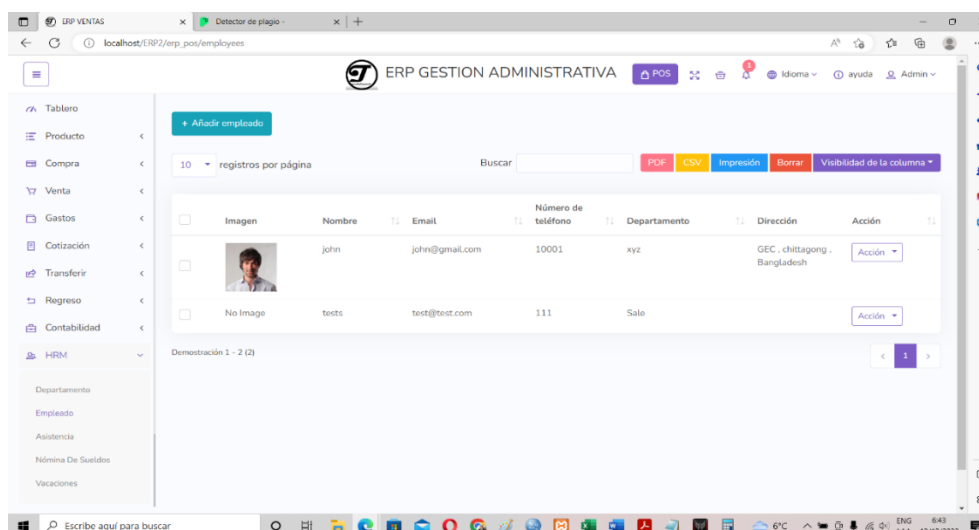 ERP VENTAS
Detector de plagio -
localhost/ERP2/erp_pos/employees
ERP GESTION ADMINISTRATIVA
POS
1
Idioma
ayuda
Admin
Tablero
Producto
Compra
Venta
Gastos
Cotización
Transferir
Regreso
Contabilidad
HRM
Departamento
Empleado
Asistencia
Nómina De Sueldos
Vacaciones
+ Añadir empleado
10 registros por página
Buscar
PDF CSV Impresión Borrar Visibilidad de la columna
Imagen Nombre Email Número de teléfono Departamento Dirección Acción
john john@gmail.com 10001 xyz GEC , chittagong , Bangladesh Acción
No Image tests test@test.com 111 Sale Acción
Demostración 1 - 2 (2)
< 1 >
Escribe aquí para buscar
6°C
ENG
6:43